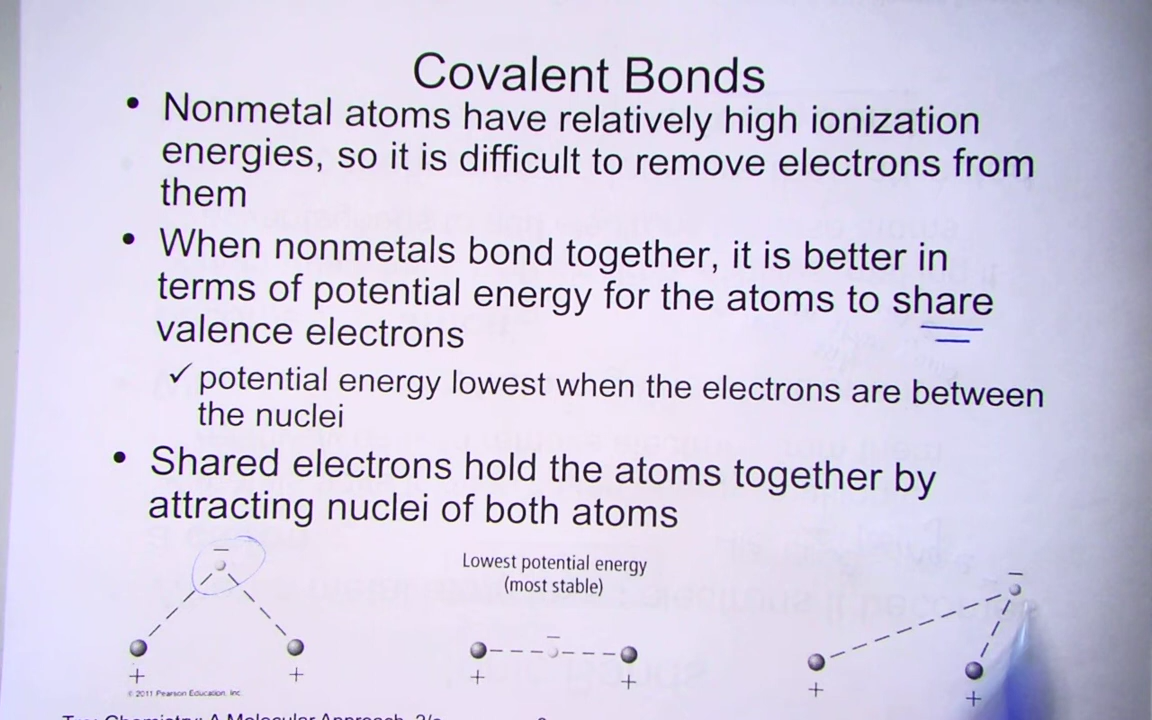 Covalent Bonds
• Nonmetal atoms have relatively high ionization
energies, so it is difficult to remove electrons from
them
• When nonmetals bond together, it is better in
terms of potential energy for the atoms to share
valence electrons
✓ potential energy lowest when the electrons are between
the nuclei
• Shared electrons hold the atoms together by
attracting nuclei of both atoms
Lowest potential energy
(most stable)
− − −
+ + + + + +
© 2011 Pearson Education, Inc.
Chemistry: A Molecular Approach,